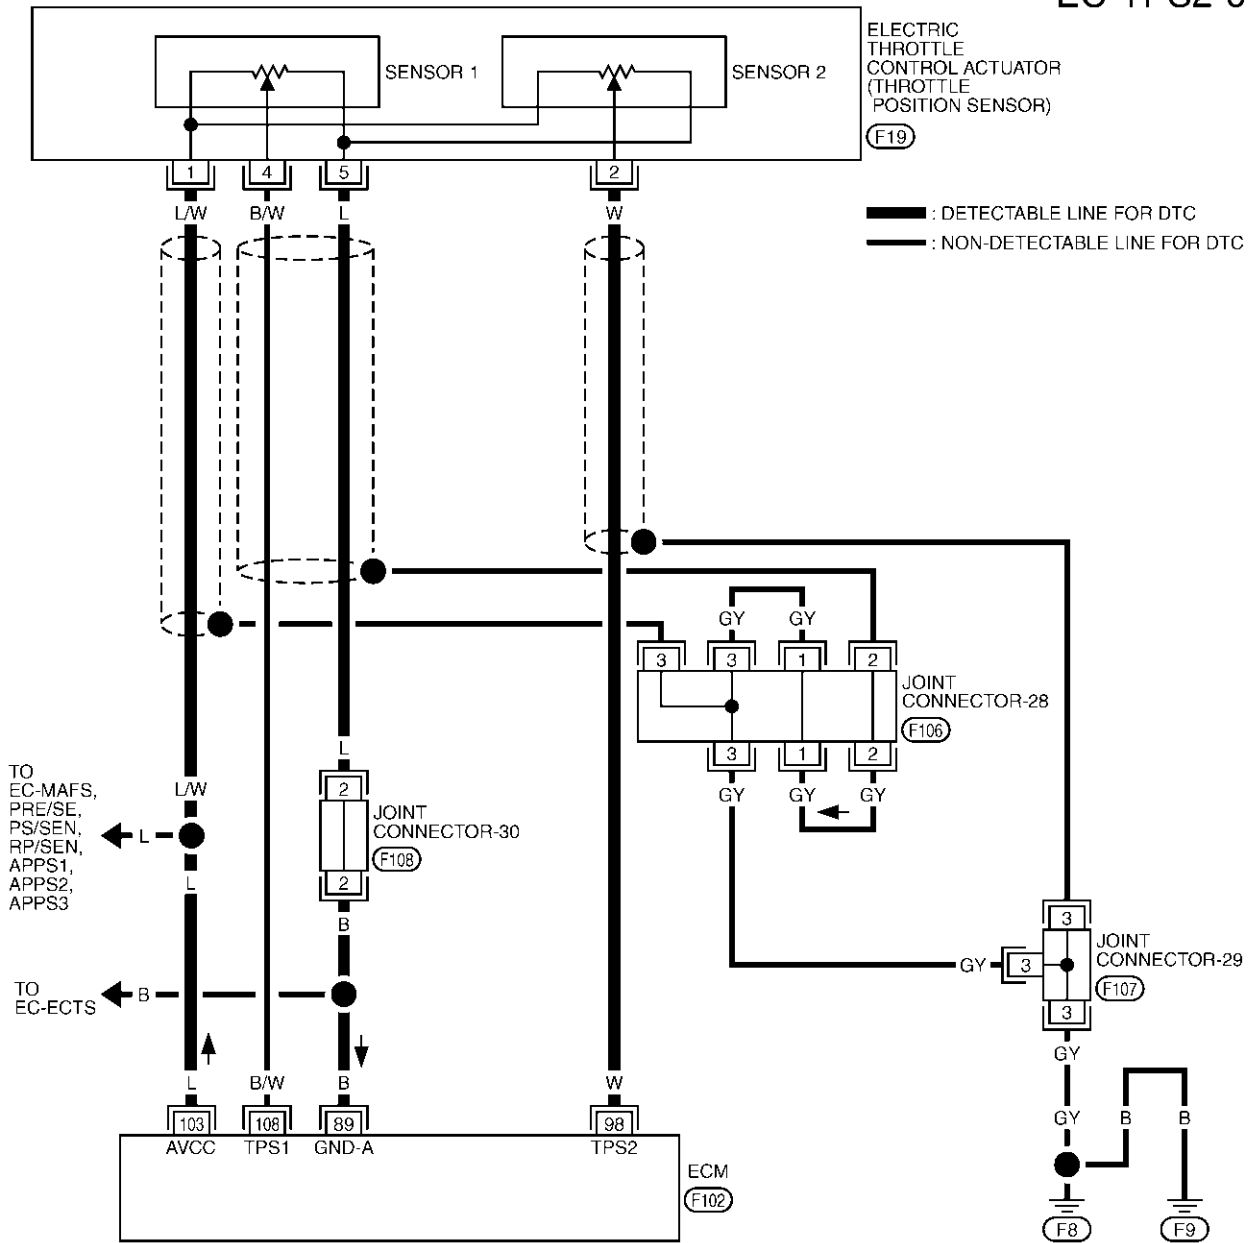 ELECTRIC
THROTTLE
CONTROL ACTUATOR
(THROTTLE
POSITION SENSOR)
F19
SENSOR 1
SENSOR 2
1
4
5
2
L/W
B/W
L
W
: DETECTABLE LINE FOR DTC
: NON-DETECTABLE LINE FOR DTC
GY
GY
3
3
1
2
JOINT
CONNECTOR-28
F106
3
1
2
GY
GY
GY
L
TO
EC-MAFS,
PRE/SE,
PS/SEN,
RP/SEN,
APPS1,
APPS2,
APPS3
L/W
L
L
2
JOINT
CONNECTOR-30
F108
2
B
TO
EC-ECTS
B
3
JOINT
CONNECTOR-29
F107
GY
3
3
GY
GY
B
B
L
B/W
B
W
103
108
89
98
AVCC
TPS1
GND-A
TPS2
ECM
F102
F8
F9